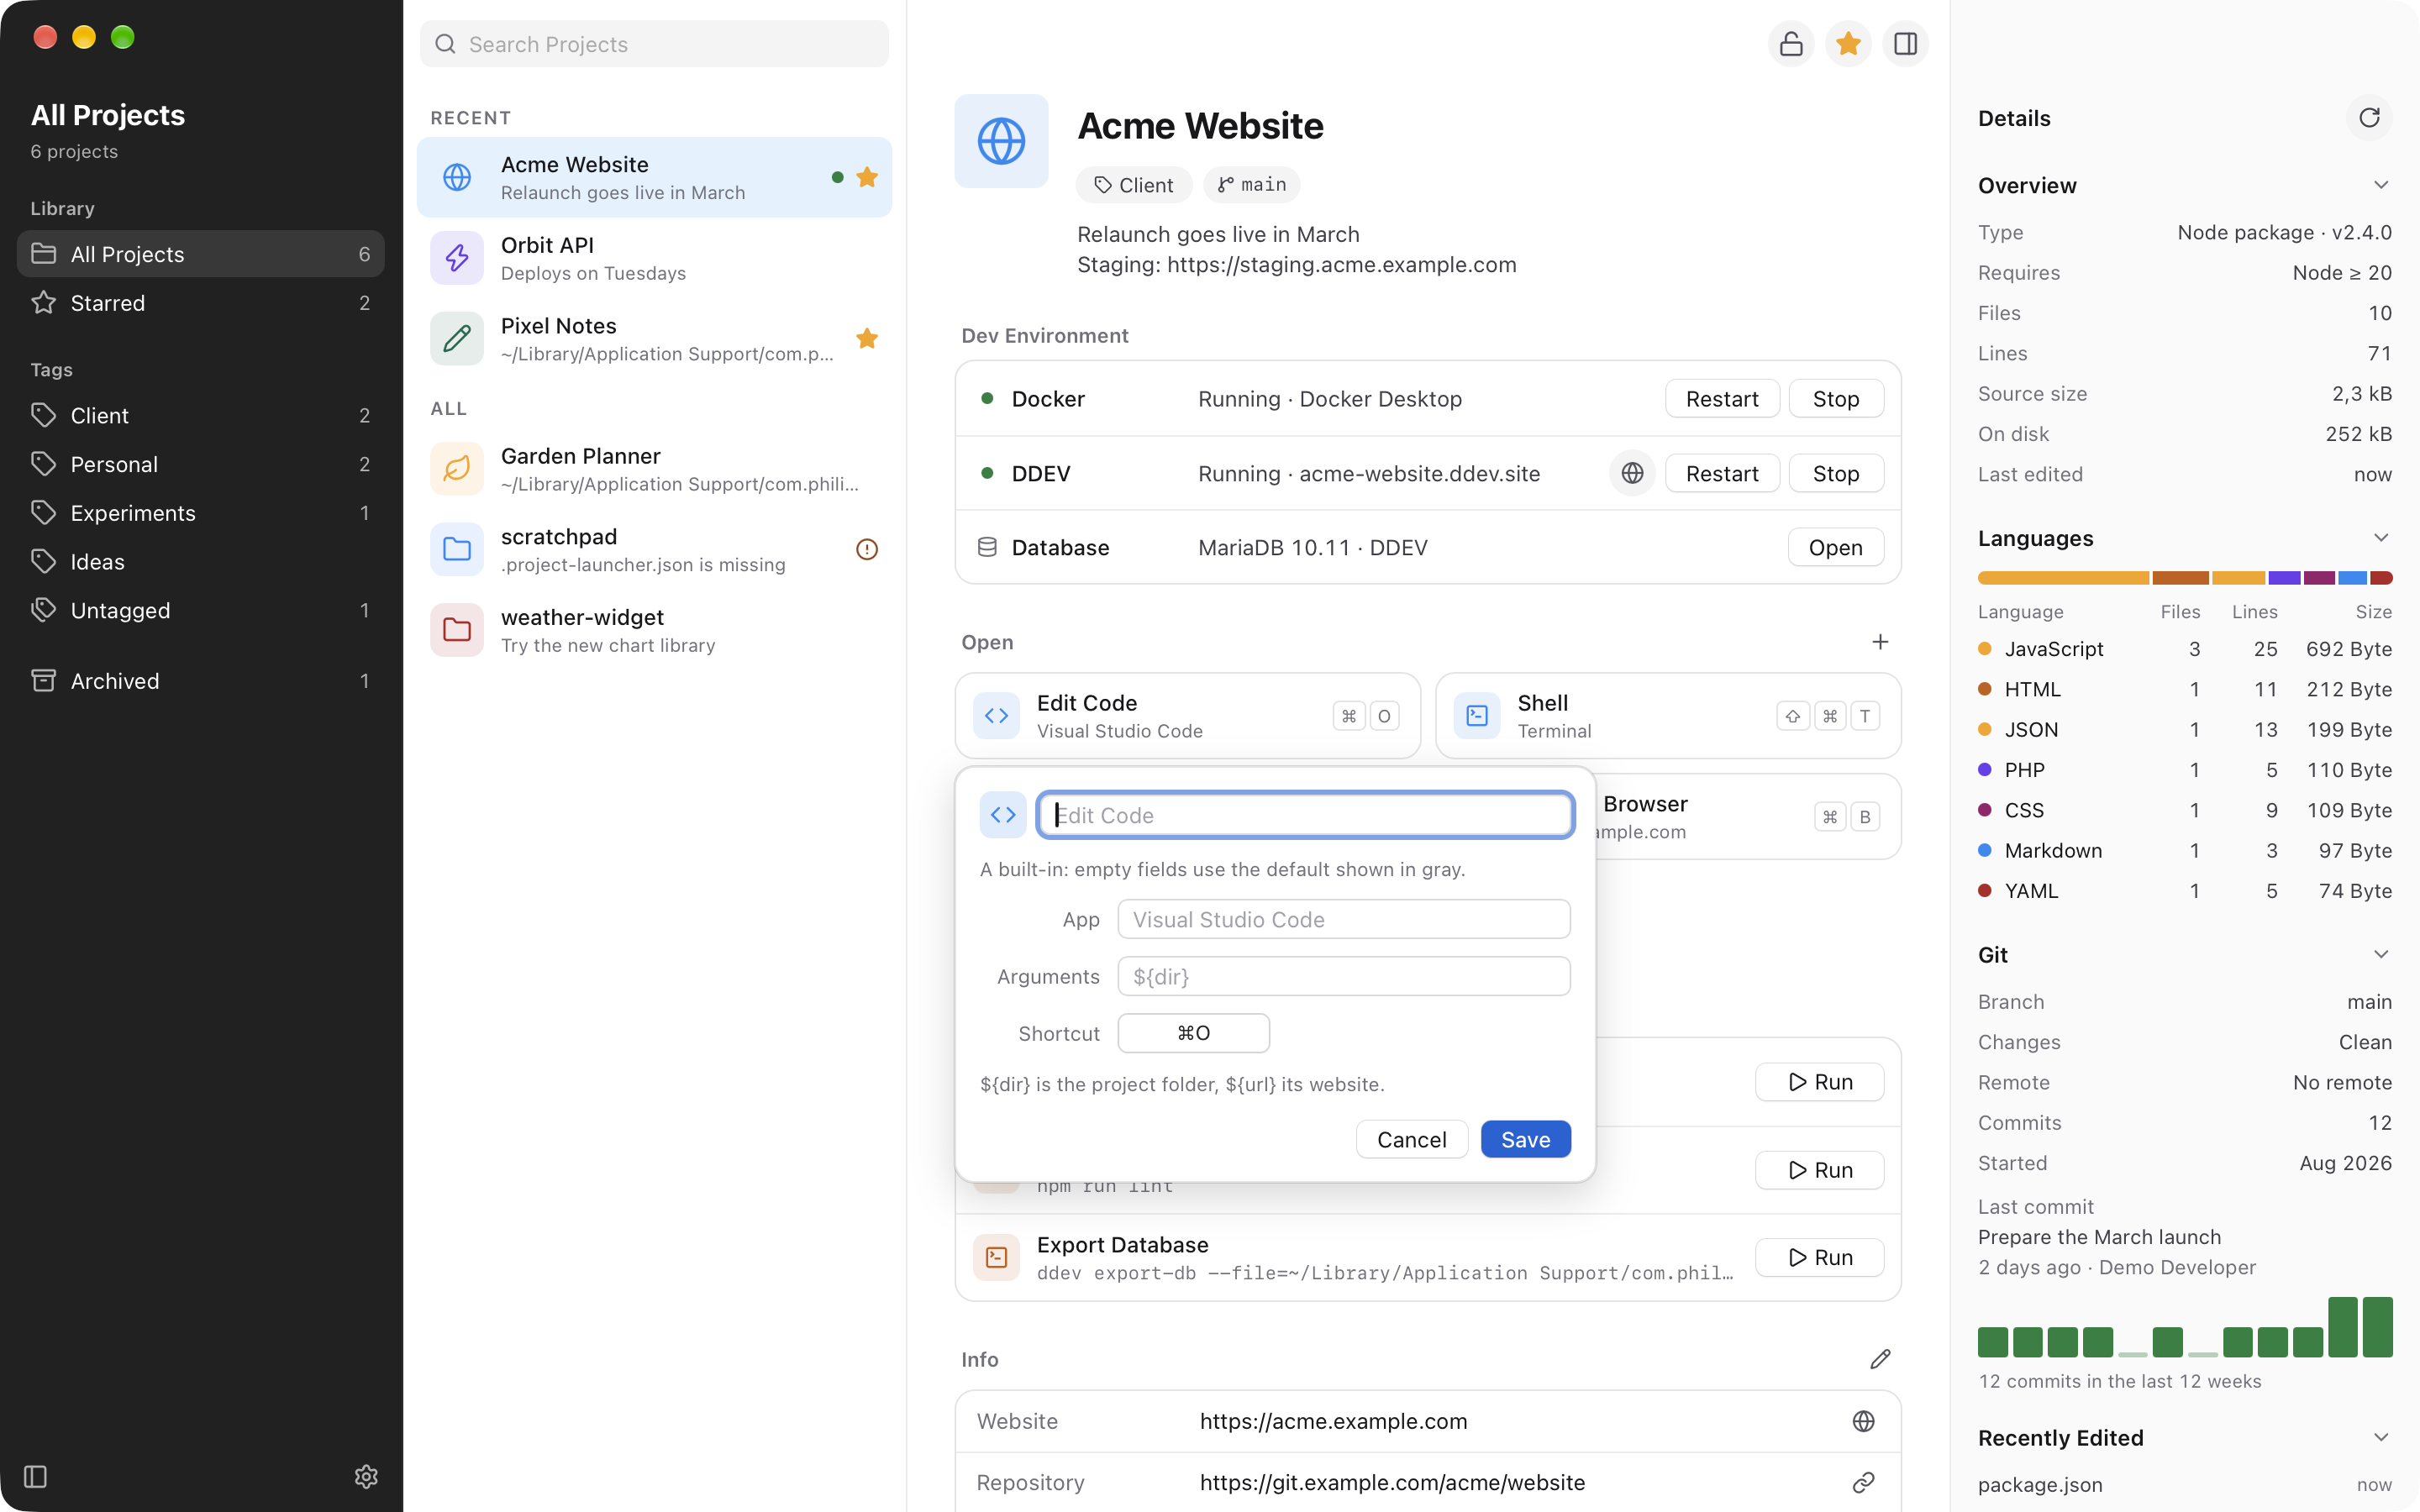 All Projects
6 projects
Library
All Projects 6
Starred 2
Tags
Client 2
Personal 2
Experiments 1
Ideas
Untagged 1
Archived 1
Search Projects
RECENT
Acme Website
Relaunch goes live in March
Orbit API
Deploys on Tuesdays
Pixel Notes
~/Library/Application Support/com.p...
ALL
Garden Planner
~/Library/Application Support/com.phili...
scratchpad
.project-launcher.json is missing
weather-widget
Try the new chart library
Acme Website
Client main
Relaunch goes live in March
Staging: https://staging.acme.example.com
Dev Environment
Docker Running · Docker Desktop Restart Stop
DDEV Running · acme-website.ddev.site Restart Stop
Database MariaDB 10.11 · DDEV Open
Open
Edit Code
Visual Studio Code
⌘ O
Shell
Terminal
⇧ ⌘ T
Browser
ample.com
⌘ B
Edit Code
A built-in: empty fields use the default shown in gray.
App Visual Studio Code
Arguments ${dir}
Shortcut ⌘O
${dir} is the project folder, ${url} its website.
Cancel Save
Run
npm run lint
Run
Export Database
ddev export-db --file=~/Library/Application Support/com.phil…
Run
Info
Website https://acme.example.com
Repository https://git.example.com/acme/website
Details
Overview
Type Node package · v2.4.0
Requires Node ≥ 20
Files 10
Lines 71
Source size 2,3 kB
On disk 252 kB
Last edited now
Languages
Language Files Lines Size
JavaScript 3 25 692 Byte
HTML 1 11 212 Byte
JSON 1 13 199 Byte
PHP 1 5 110 Byte
CSS 1 9 109 Byte
Markdown 1 3 97 Byte
YAML 1 5 74 Byte
Git
Branch main
Changes Clean
Remote No remote
Commits 12
Started Aug 2026
Last commit
Prepare the March launch
2 days ago · Demo Developer
12 commits in the last 12 weeks
Recently Edited
package.json now